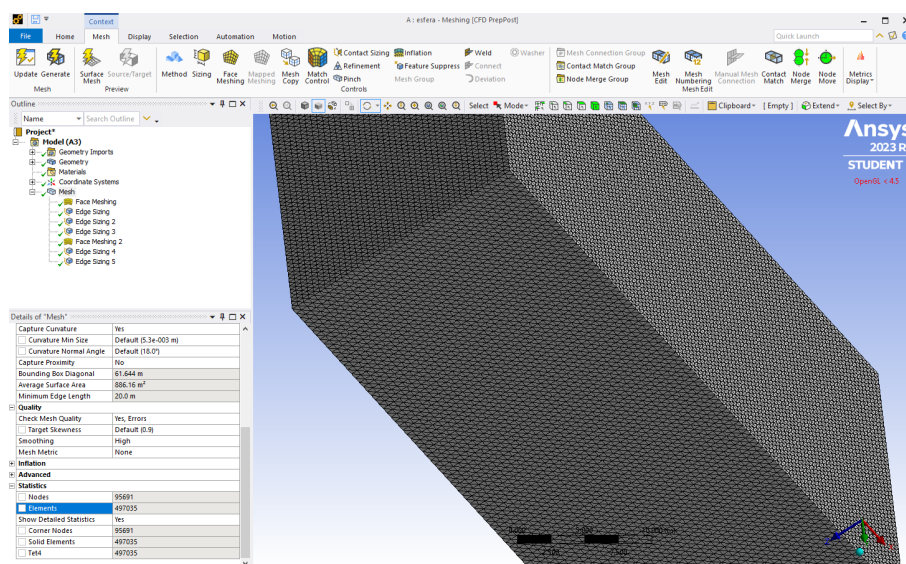 Context
A : esfera - Meshing [CFD PrepPost]
File Home Mesh Display Selection Automation Motion Quick Launch
Update Generate Surface Mesh Source/Target Method Sizing Face Meshing Mapped Meshing Mesh Copy Match Control
Contact Sizing Inflation Weld Washer Mesh Connection Group
Refinement Feature Suppress Connect Contact Match Group
Pinch Mesh Group Deviation Node Merge Group
Mesh Edit Mesh Numbering Manual Mesh Connection Contact Match Node Merge Node Move Metrics Display
Mesh Preview Controls Mesh Edit
Outline
Name Search Outline
Select Mode Clipboard [ Empty ] Extend Select By
Project*
Model (A3)
Geometry Imports
Geometry
Materials
Coordinate Systems
Mesh
Face Meshing
Edge Sizing
Edge Sizing 2
Edge Sizing 3
Face Meshing 2
Edge Sizing 4
Edge Sizing 5
Ansys
2023 R
STUDENT
OpenGL < 4.5
Details of "Mesh"
Capture Curvature Yes
Curvature Min Size Default (5.3e-003 m)
Curvature Normal Angle Default (18.0°)
Capture Proximity No
Bounding Box Diagonal 61.644 m
Average Surface Area 886.16 m²
Minimum Edge Length 20.0 m
Quality
Check Mesh Quality Yes, Errors
Target Skewness Default (0.9)
Smoothing High
Mesh Metric None
Inflation
Advanced
Statistics
Nodes 95691
Elements 497035
Show Detailed Statistics Yes
Corner Nodes 95691
Solid Elements 497035
Tet4 497035